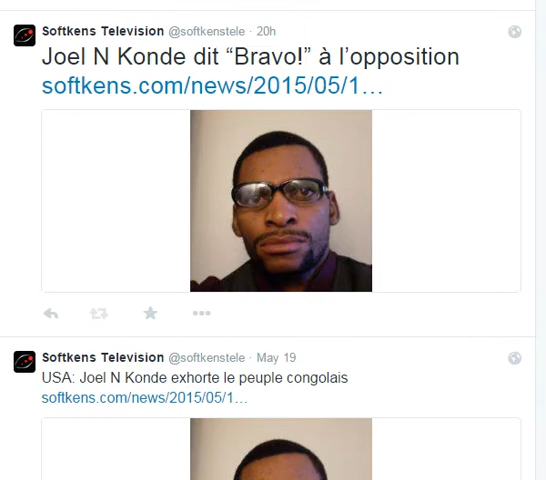 Softkens Television @softkenstele · 20h
Joel N Konde dit “Bravo!” à l’opposition
softkens.com/news/2015/05/1…
Softkens Television @softkenstele · May 19
USA: Joel N Konde exhorte le peuple congolais
softkens.com/news/2015/05/1…